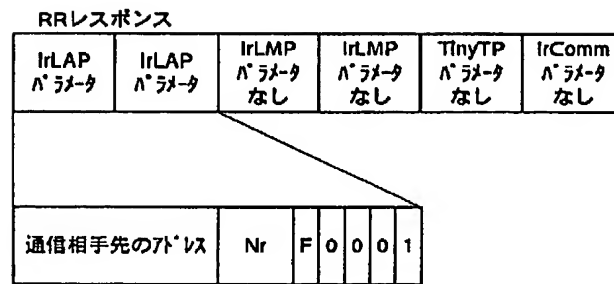 RRレスポンス
IrLAP
パラメータ
IrLAP
パラメータ
IrLMP
パラメータ
なし
IrLMP
パラメータ
なし
TinyTP
パラメータ
なし
IrComm
パラメータ
なし
通信相手先のアドレス Nr F 0 0 0 1